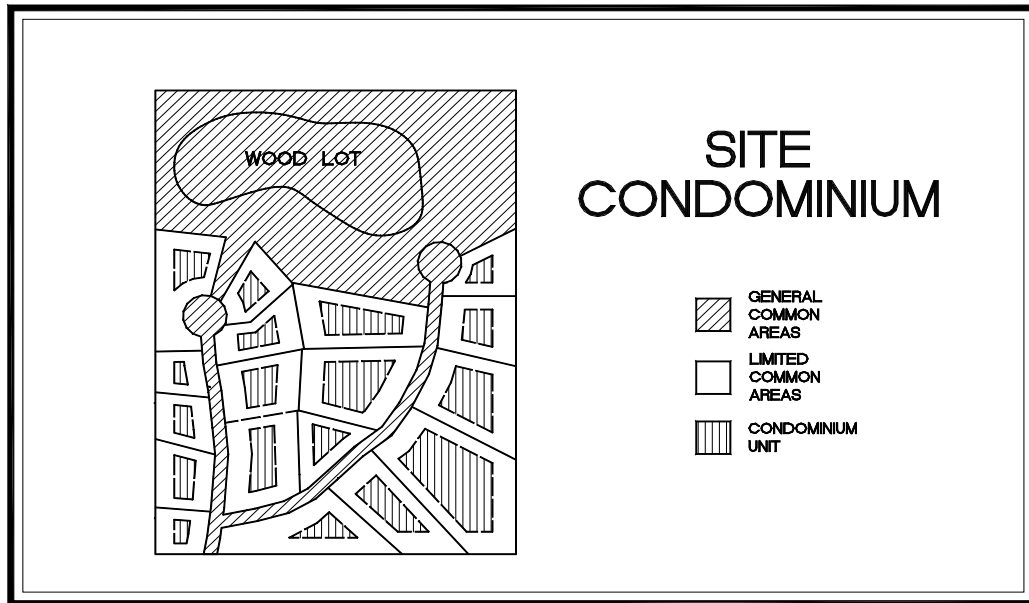 WOOD LOT
SITE
CONDOMINIUM
GENERAL
COMMON
AREAS
LIMITED
COMMON
AREAS
CONDOMINIUM
UNIT